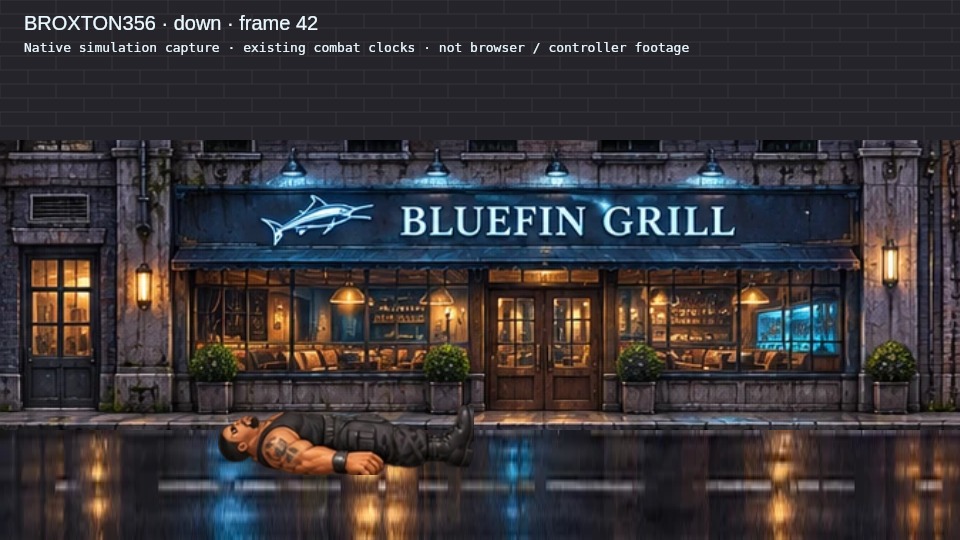 BROXTON356 · down · frame 42
Native simulation capture · existing combat clocks · not browser / controller footage
BLUEFIN GRILL